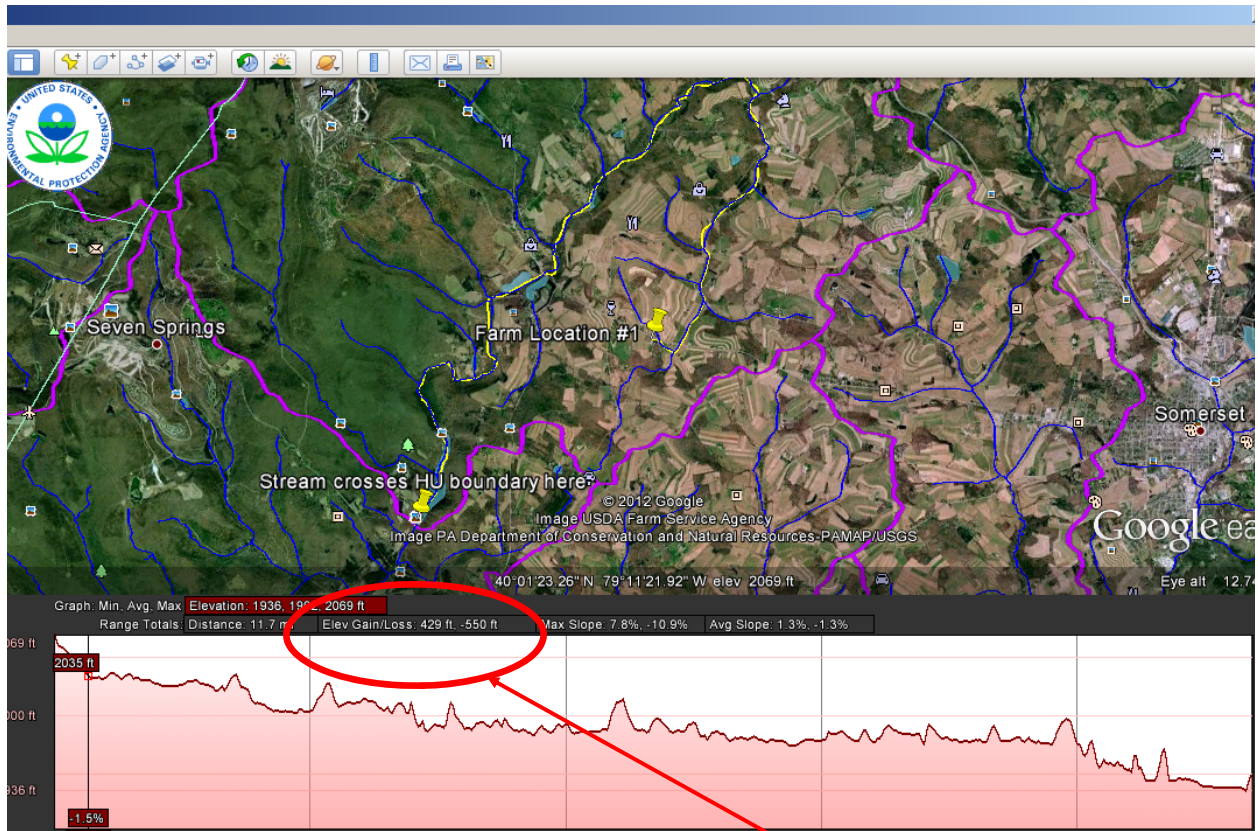 UNITED STATES
ENVIRONMENTAL PROTECTION AGENCY
Seven Springs
Farm Location #1
Somerset
Stream crosses HU boundary here
© 2012 Google
Image USDA Farm Service Agency
Image PA Department of Conservation and Natural Resources-PAMAP/USGS
Google ea
40°01'23.26" N 79°11'21.92" W elev 2069 ft
Eye alt 12.74
Graph: Min, Avg, Max Elevation: 1936, 2069 ft
Range Totals: Distance: 11.7 Elev Gain/Loss: 429 ft, -550 ft Max Slope: 7.8%, -10.9% Avg Slope: 1.3%, -1.3%
069 ft
2035 ft
000 ft
936 ft
-1.5%